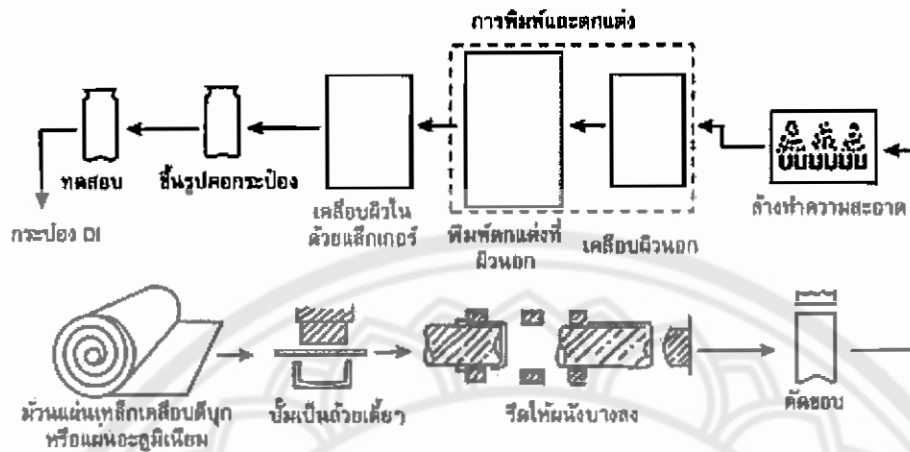 การพิมพ์และตกแต่ง
ทดสอบ
ขึ้นรูปคอกระป๋อง
เคลือบผิวใน
ด้วยแล็กเกอร์
พิมพ์ตกแต่งที่
ผิวนอก
เคลือบผิวนอก
ล้างทำความสะอาด
กระป๋อง DI
ม้วนแผ่นเหล็กเคลือบดีบุก
หรือแผ่นอะลูมิเนียม
ปั๊มเป็นถ้วยเตี้ยๆ
รีดให้ผนังบางลง
ตัดขอบ